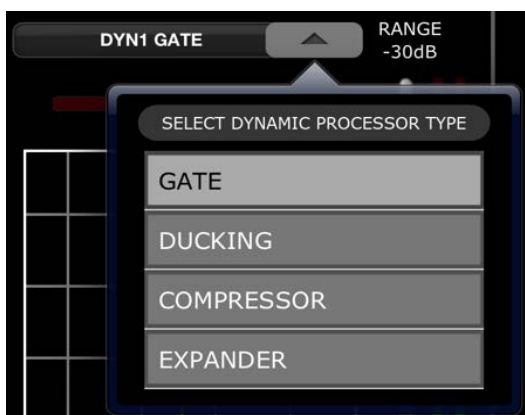 DYN1 GATE
RANGE
-30dB
SELECT DYNAMIC PROCESSOR TYPE
GATE
DUCKING
COMPRESSOR
EXPANDER